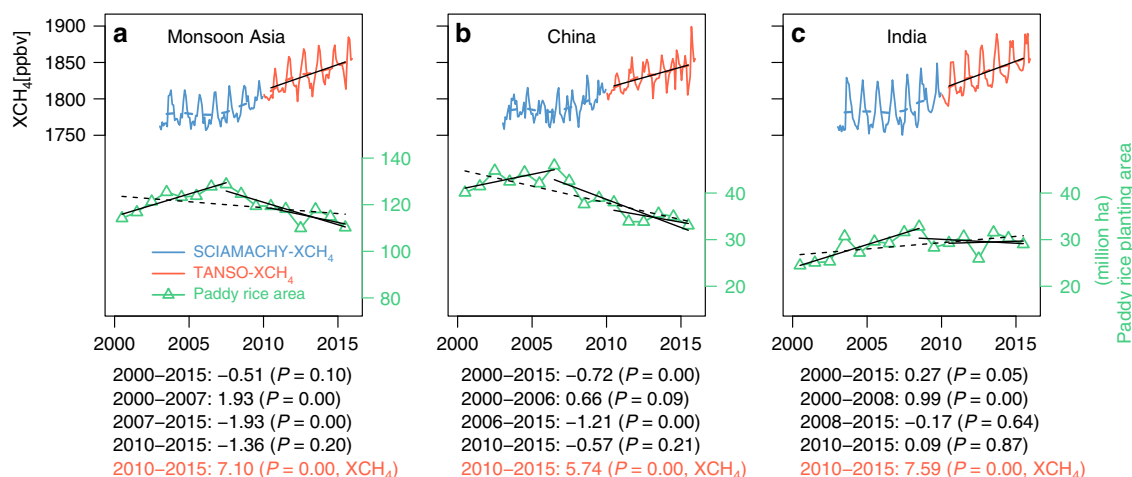 a Monsoon Asia
b China
c India
XCH₄[ppbv]
1900
1850
1800
1750
140
120
100
80
40
30
20
40
30
20
Paddy rice planting area
(million ha)
SCIAMACHY-XCH₄
TANSO-XCH₄
Paddy rice area
2000 2005 2010 2015
2000 2005 2010 2015
2000 2005 2010 2015
2000–2015: −0.51 (P = 0.10)
2000–2007: 1.93 (P = 0.00)
2007–2015: −1.93 (P = 0.00)
2010–2015: −1.36 (P = 0.20)
2010–2015: 7.10 (P = 0.00, XCH₄)
2000–2015: −0.72 (P = 0.00)
2000–2006: 0.66 (P = 0.09)
2006–2015: −1.21 (P = 0.00)
2010–2015: −0.57 (P = 0.21)
2010–2015: 5.74 (P = 0.00, XCH₄)
2000–2015: 0.27 (P = 0.05)
2000–2008: 0.99 (P = 0.00)
2008–2015: −0.17 (P = 0.64)
2010–2015: 0.09 (P = 0.87)
2010–2015: 7.59 (P = 0.00, XCH₄)